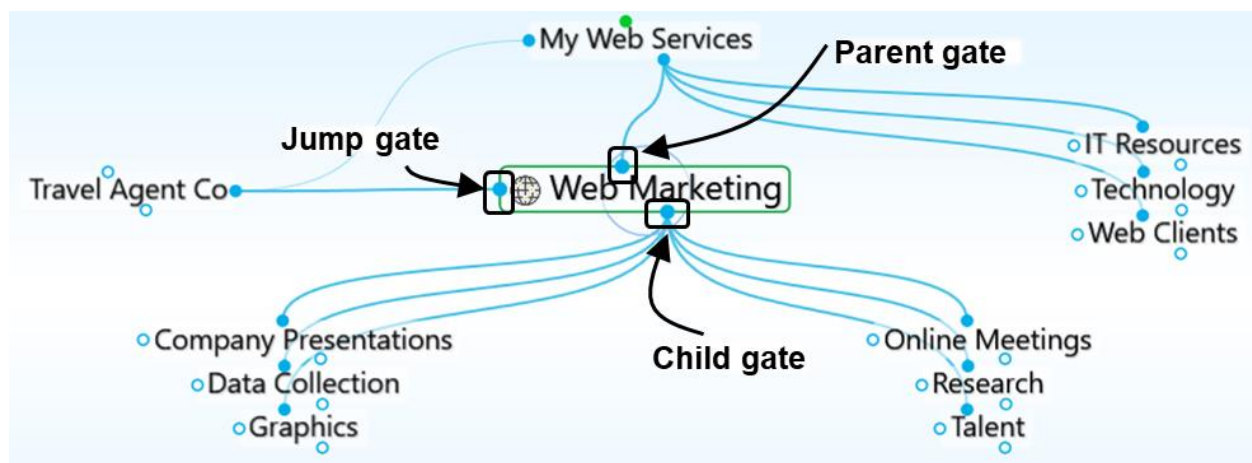 My Web Services
Parent gate
Jump gate
IT Resources
Travel Agent Co
Web Marketing
Technology
Web Clients
Company Presentations
Online Meetings
Child gate
Data Collection
Research
Graphics
Talent